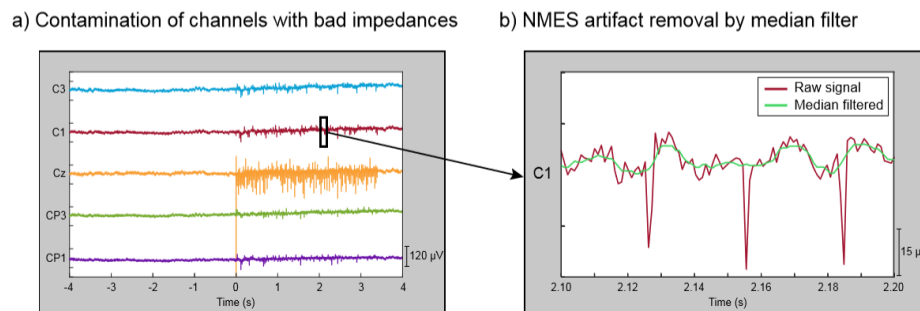 a) Contamination of channels with bad impedances
b) NMES artifact removal by median filter
C3
C1
Cz
CP3
CP1
120 µV
-4 -3 -2 -1 0 1 2 3 4
Time (s)
Raw signal
Median filtered
C1
15 µ
2.10 2.12 2.14 2.16 2.18 2.20
Time (s)